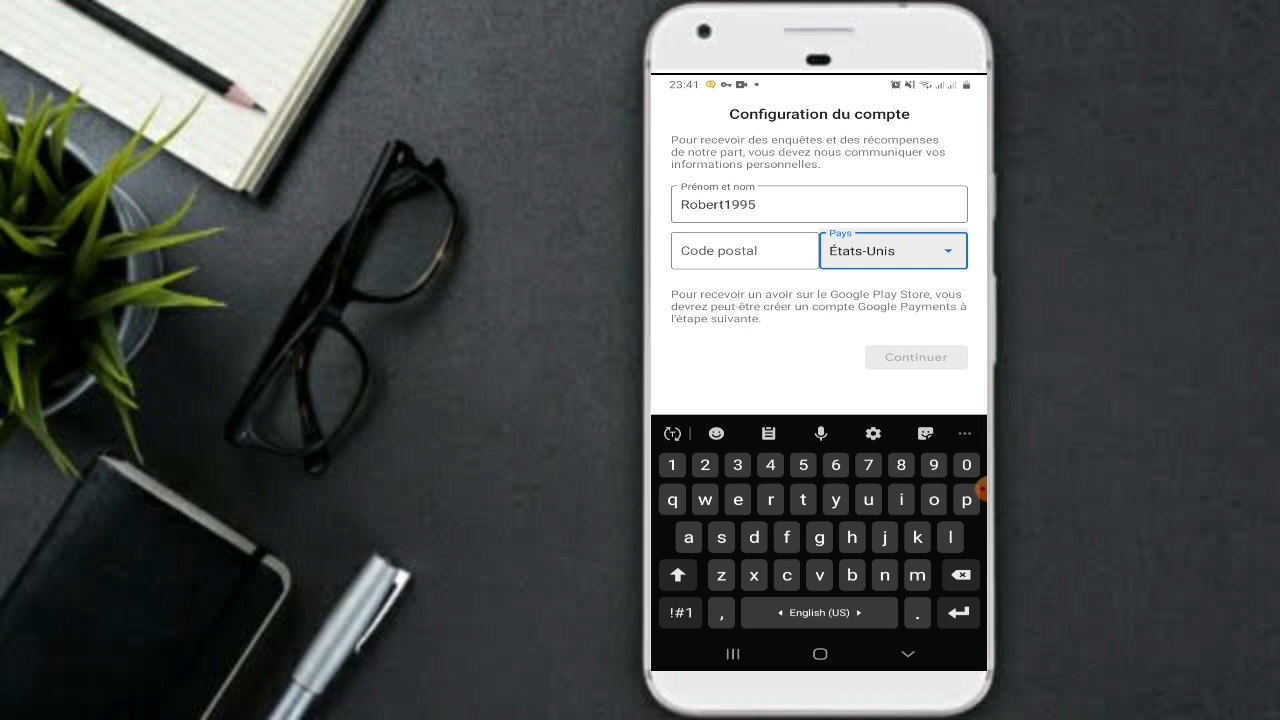 23:41
Configuration du compte
Pour recevoir des enquêtes et des récompenses
de notre part, vous devez nous communiquer vos
informations personnelles.
Prénom et nom
Robert1995
Code postal
Pays
États-Unis
Pour recevoir un avoir sur le Google Play Store, vous
devrez peut-être créer un compte Google Payments à
l'étape suivante.
Continuer
1 2 3 4 5 6 7 8 9 0
q w e r t y u i o p
a s d f g h j k l
z x c v b n m
!#1 , English (US) .